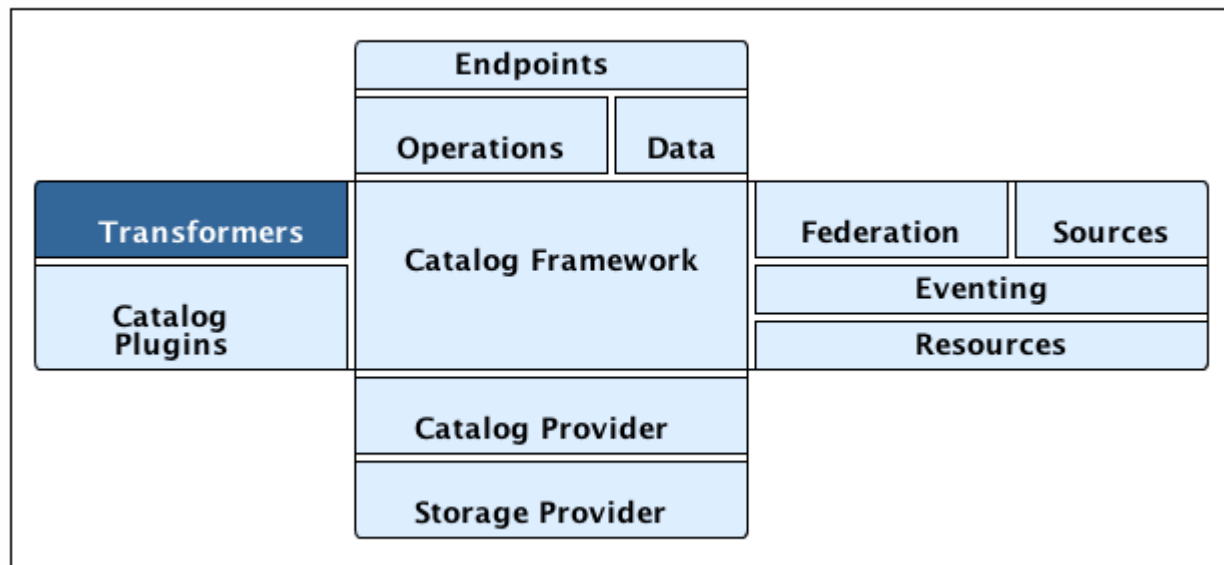 Endpoints
Operations
Data
Transformers
Catalog Framework
Federation
Sources
Eventing
Catalog
Plugins
Resources
Catalog Provider
Storage Provider